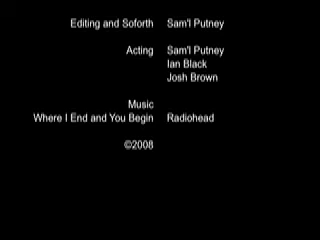 Editing and Soforth Sam'l Putney
Acting Sam'l Putney
Ian Black
Josh Brown
Music
Where I End and You Begin Radiohead
©2008